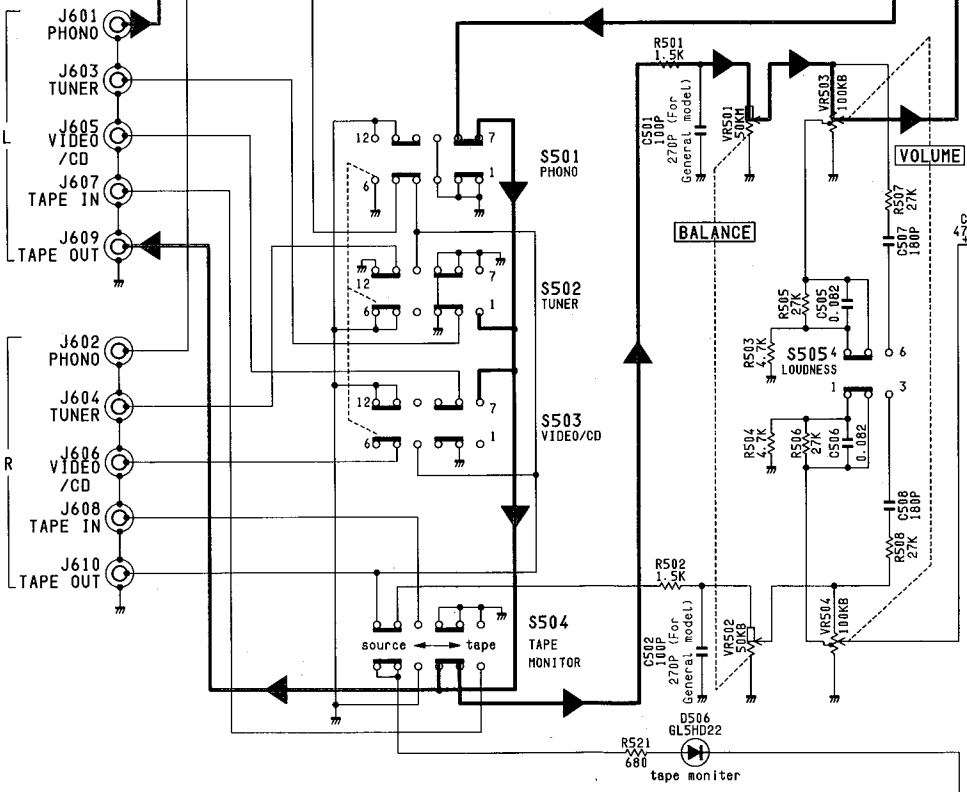 J601
PHONO
J603
TUNER
J605
VIDEO
/CD
J607
TAPE IN
J609
TAPE OUT
L
J602
PHONO
J604
TUNER
J606
VIDEO
/CD
J608
TAPE IN
J610
TAPE OUT
R
12
7
6
1
S501
PHONO
12
7
6
1
S502
TUNER
12
7
6
1
S503
VIDEO/CD
S504
TAPE
MONITOR
source
tape
R501
1.5K
C501
100P
270P (For
General model)
VR501
50KM
VR503
100KB
VOLUME
BALANCE
R507
27K
C507
180P
C
47
R505
27K
C505
0.082
R503
4.7K
S505
LOUDNESS
4
6
1
3
R504
4.7K
R506
27K
C506
0.082
C508
180P
R508
27K
R502
1.5K
C502
100P
270P (For
General model)
VR502
50KB
VR504
100KB
D506
GL5HD22
R521
680
tape moniter